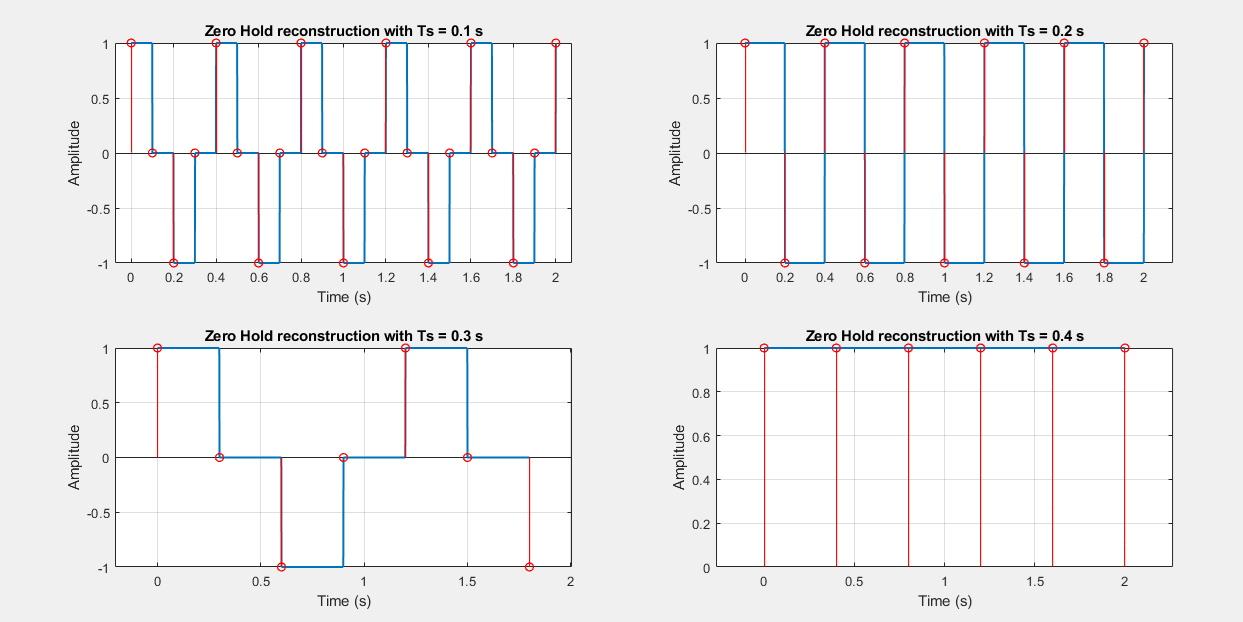 Zero Hold reconstruction with Ts = 0.1 s
1
0.5
0
-0.5
-1
Amplitude
0 0.2 0.4 0.6 0.8 1 1.2 1.4 1.6 1.8 2
Time (s)
Zero Hold reconstruction with Ts = 0.2 s
1
0.5
0
-0.5
-1
Amplitude
0 0.2 0.4 0.6 0.8 1 1.2 1.4 1.6 1.8 2
Time (s)
Zero Hold reconstruction with Ts = 0.3 s
1
0.5
0
-0.5
-1
Amplitude
0 0.5 1 1.5 2
Time (s)
Zero Hold reconstruction with Ts = 0.4 s
1
0.8
0.6
0.4
0.2
0
Amplitude
0 0.5 1 1.5 2
Time (s)